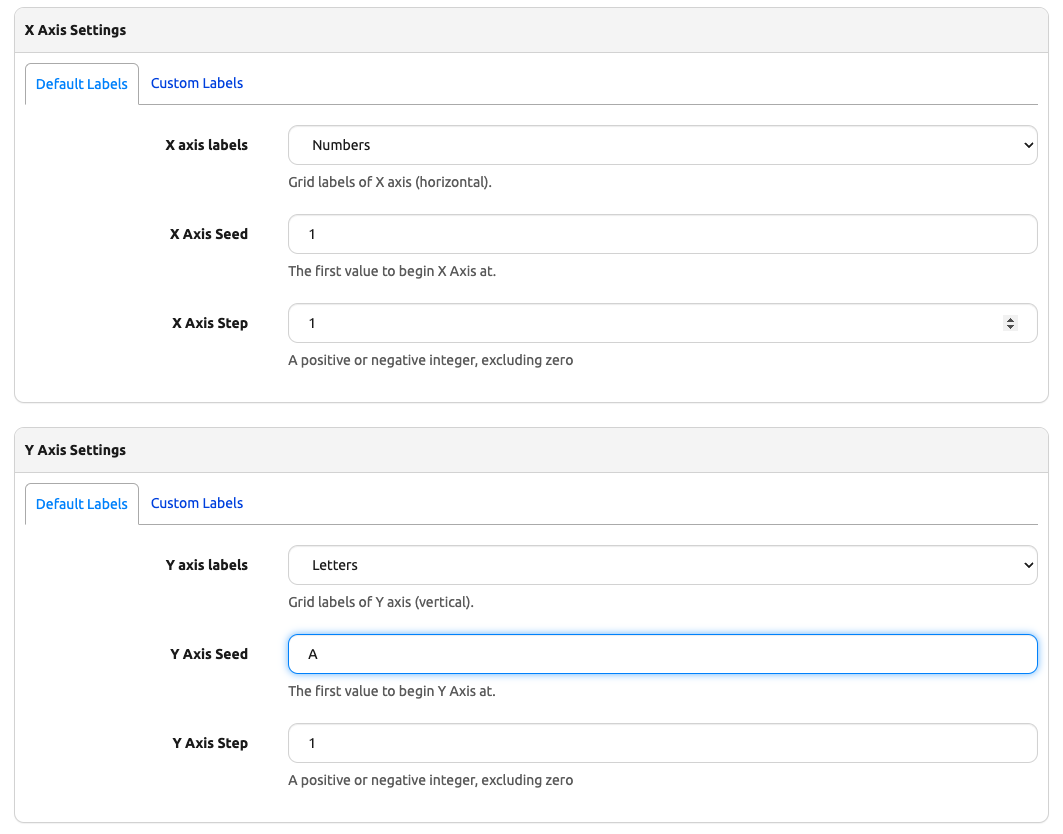 X Axis Settings
Default Labels Custom Labels
X axis labels Numbers
Grid labels of X axis (horizontal).
X Axis Seed 1
The first value to begin X Axis at.
X Axis Step 1
A positive or negative integer, excluding zero
Y Axis Settings
Default Labels Custom Labels
Y axis labels Letters
Grid labels of Y axis (vertical).
Y Axis Seed A
The first value to begin Y Axis at.
Y Axis Step 1
A positive or negative integer, excluding zero